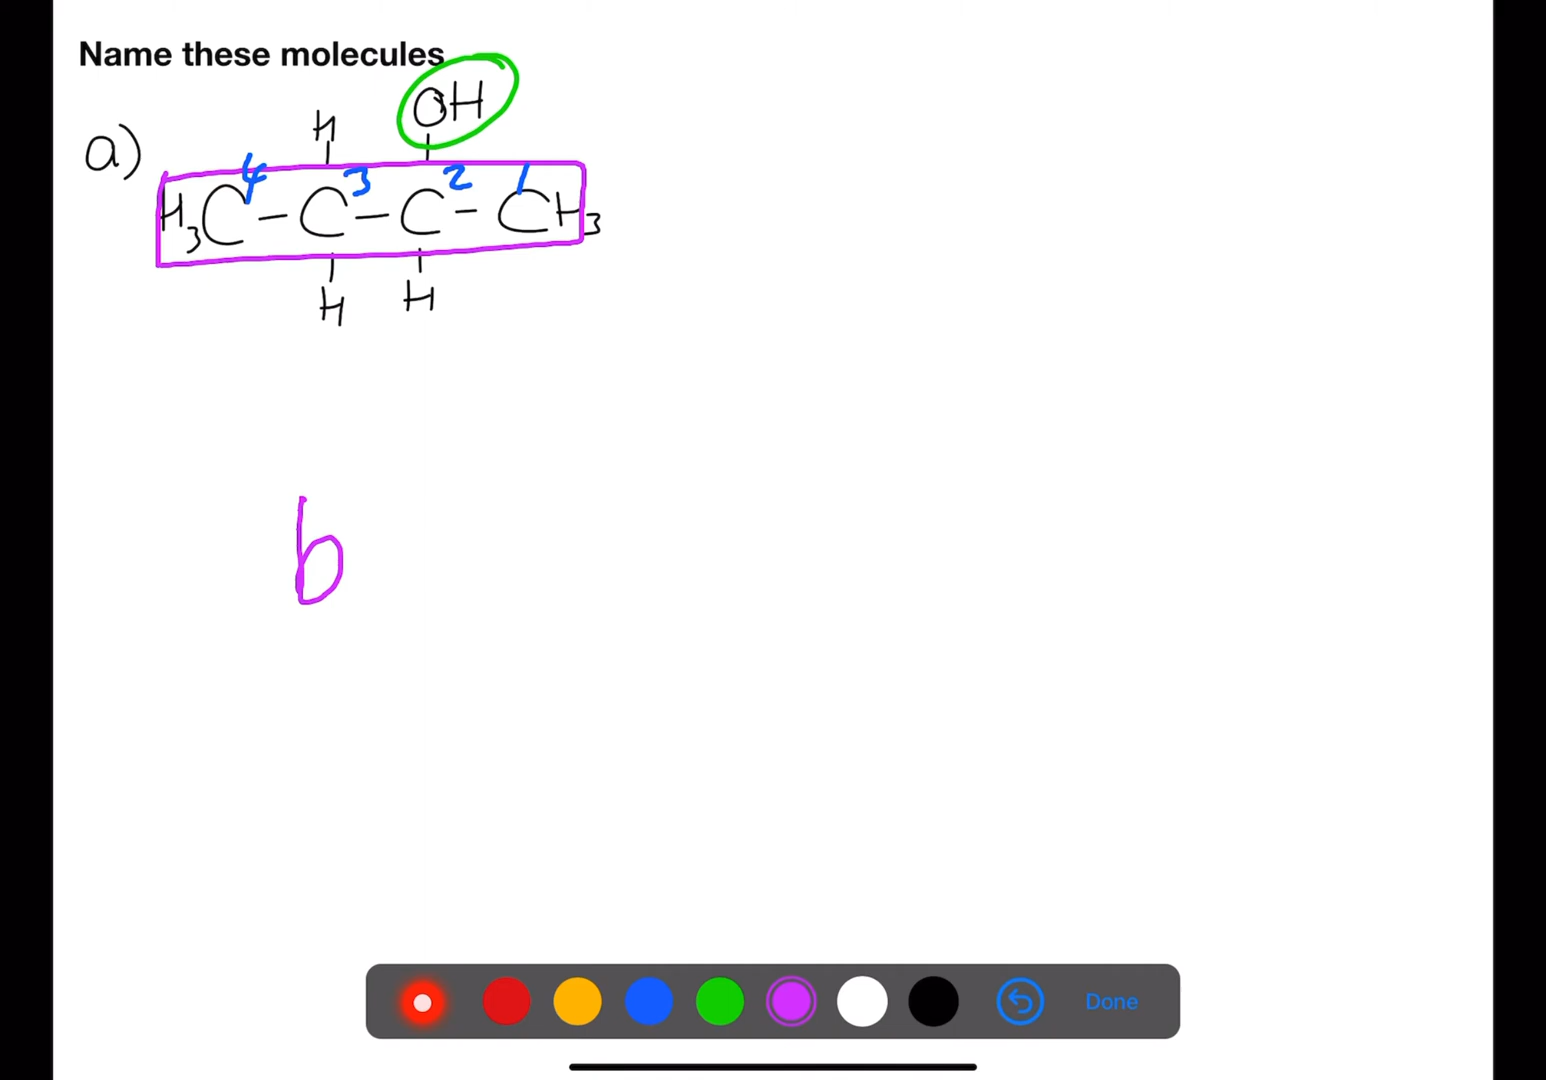 Name these molecules
OH
H
a)
4 3 2 1
H₃C – C – C – CH₃
H H
b
Done